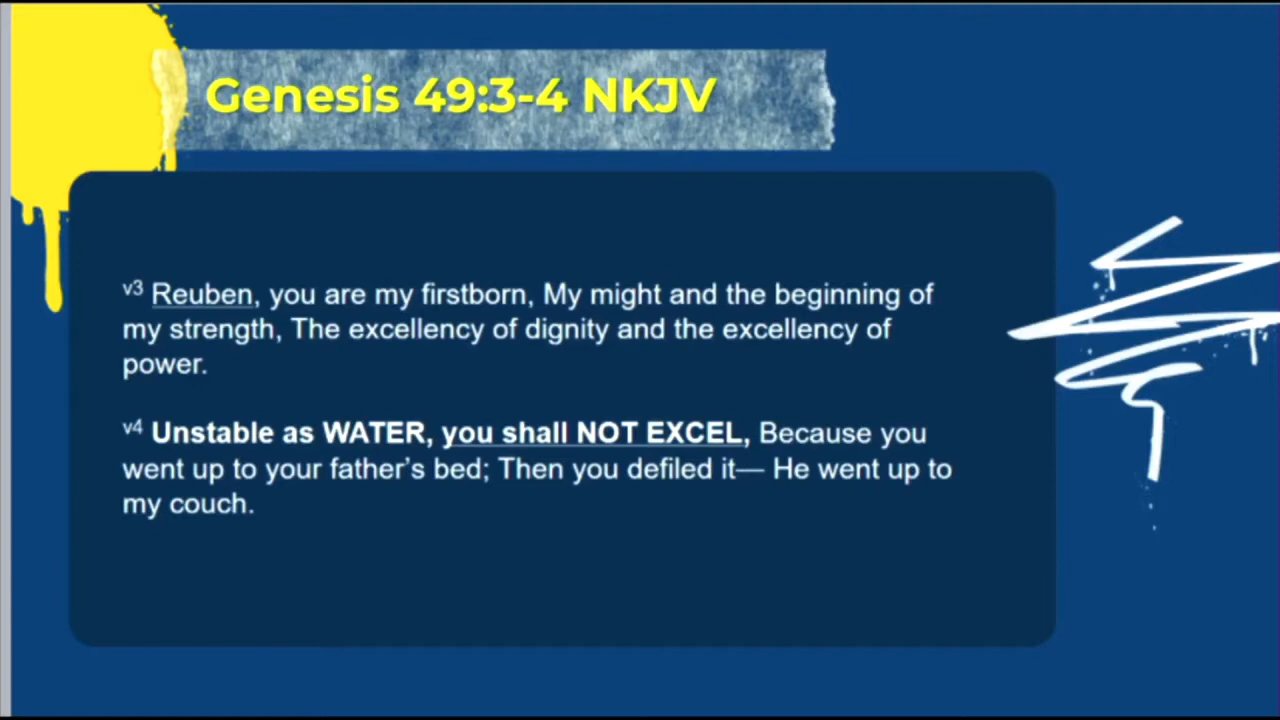 Genesis 49:3-4 NKJV
v3 Reuben, you are my firstborn, My might and the beginning of
my strength, The excellency of dignity and the excellency of
power.
v4 Unstable as WATER, you shall NOT EXCEL, Because you
went up to your father’s bed; Then you defiled it— He went up to
my couch.